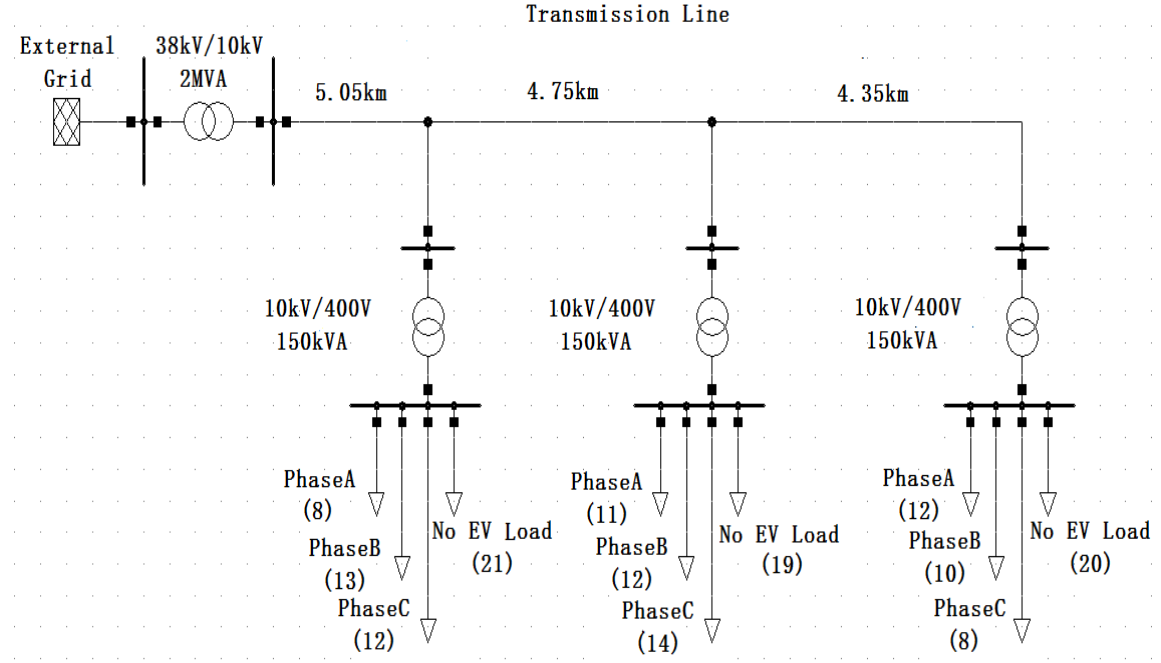 Transmission Line
External
Grid
38kV/10kV
2MVA
5.05km
4.75km
4.35km
10kV/400V
150kVA
10kV/400V
150kVA
10kV/400V
150kVA
PhaseA
(8)
PhaseB
(13)
PhaseC
(12)
No EV Load
(21)
PhaseA
(11)
PhaseB
(12)
PhaseC
(14)
No EV Load
(19)
PhaseA
(12)
PhaseB
(10)
PhaseC
(8)
No EV Load
(20)